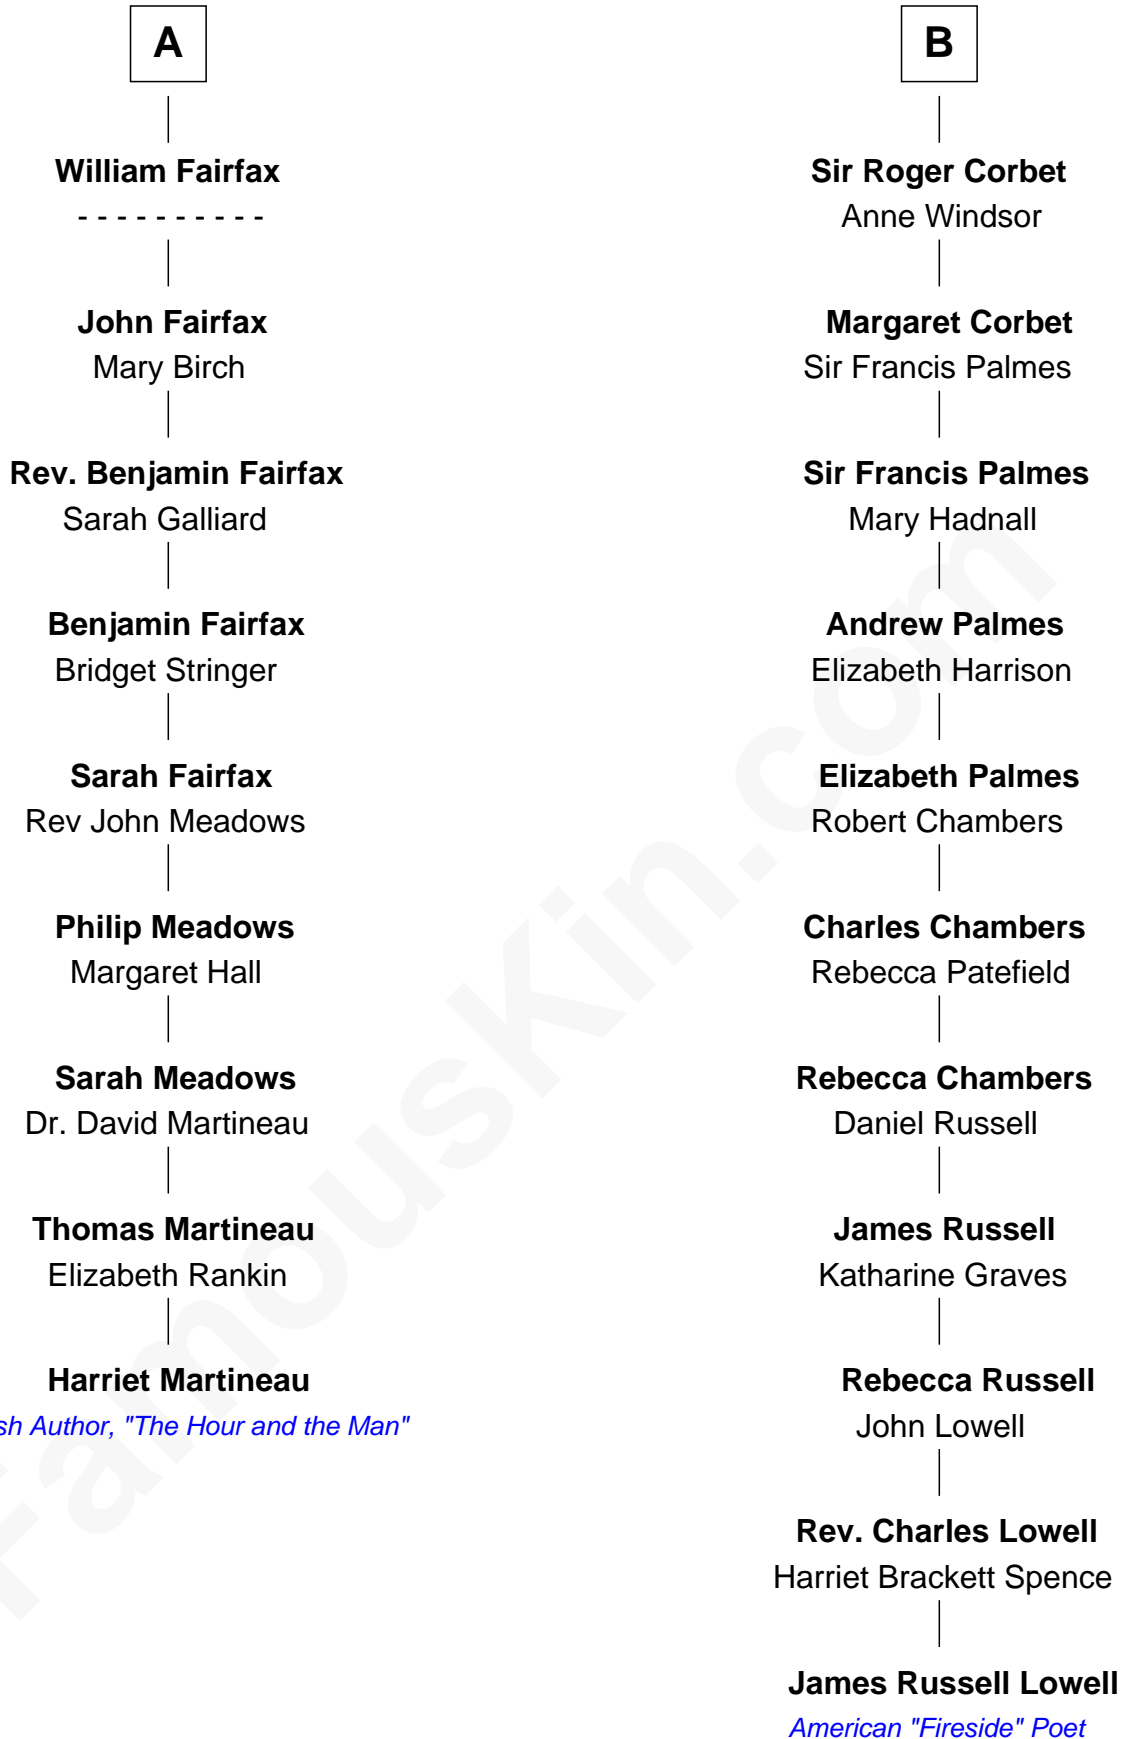 A
William Fairfax
- - - - - - - - - -
John Fairfax
Mary Birch
Rev. Benjamin Fairfax
Sarah Galliard
Benjamin Fairfax
Bridget Stringer
Sarah Fairfax
Rev John Meadows
Philip Meadows
Margaret Hall
Sarah Meadows
Dr. David Martineau
Thomas Martineau
Elizabeth Rankin
Harriet Martineau
sh Author, "The Hour and the Man"
B
Sir Roger Corbet
Anne Windsor
Margaret Corbet
Sir Francis Palmes
Sir Francis Palmes
Mary Hadnall
Andrew Palmes
Elizabeth Harrison
Elizabeth Palmes
Robert Chambers
Charles Chambers
Rebecca Patefield
Rebecca Chambers
Daniel Russell
James Russell
Katharine Graves
Rebecca Russell
John Lowell
Rev. Charles Lowell
Harriet Brackett Spence
James Russell Lowell
American "Fireside" Poet
FamousKin.com